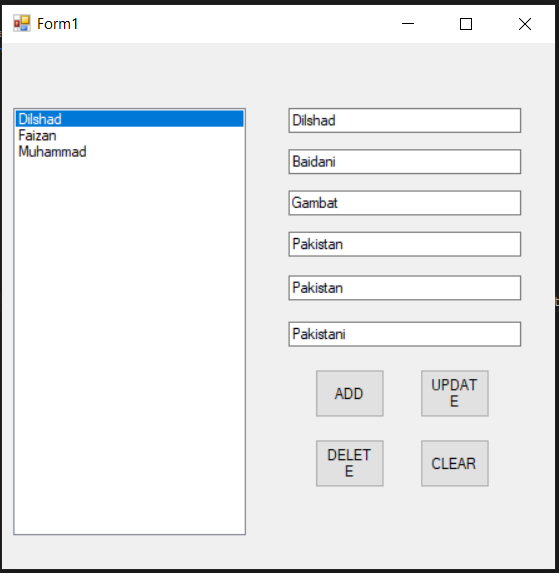 Form1
Dilshad
Faizan
Muhammad
Dilshad
Baidani
Gambat
Pakistan
Pakistan
Pakistani
ADD
UPDAT
E
DELET
E
CLEAR